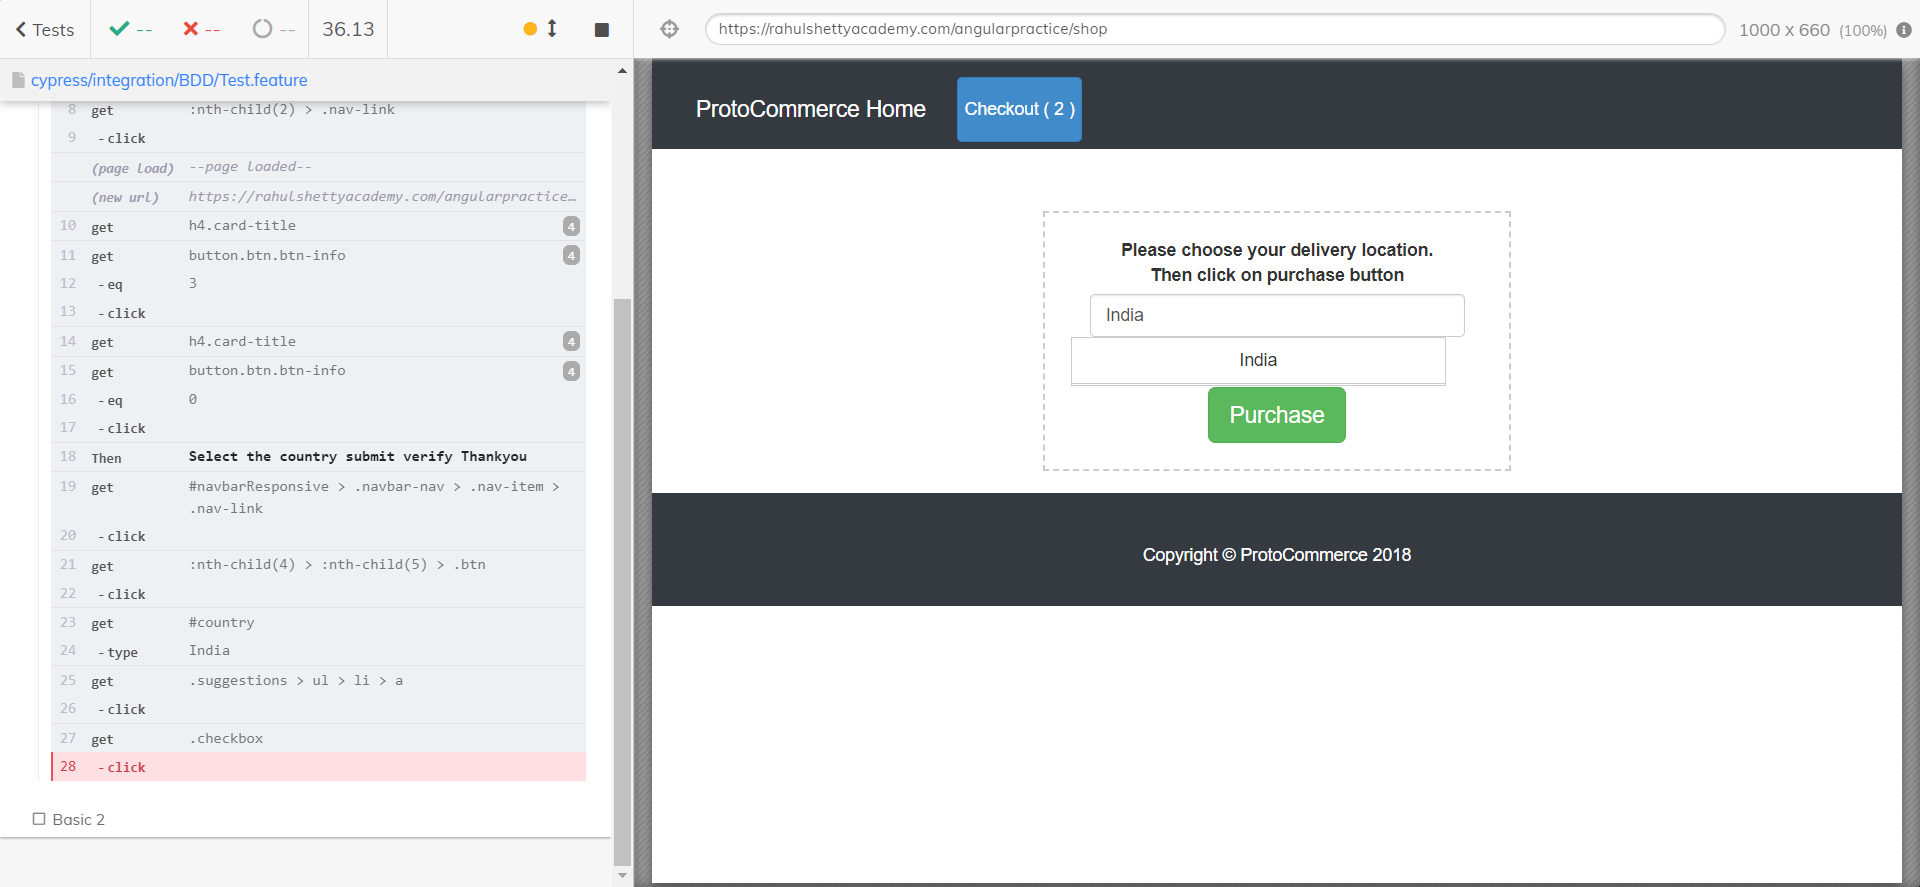 Tests
--
--
--
36.13
https://rahulshettyacademy.com/angularpractice/shop
1000 x 660 (100%)
cypress/integration/BDD/Test.feature
8 get :nth-child(2) > .nav-link
9 - click
(page load) --page loaded--
(new url) https://rahulshettyacademy.com/angularpractice…
10 get h4.card-title 4
11 get button.btn.btn-info 4
12 - eq 3
13 - click
14 get h4.card-title 4
15 get button.btn.btn-info 4
16 - eq 0
17 - click
18 Then Select the country submit verify Thankyou
19 get #navbarResponsive > .navbar-nav > .nav-item >
.nav-link
20 - click
21 get :nth-child(4) > :nth-child(5) > .btn
22 - click
23 get #country
24 - type India
25 get .suggestions > ul > li > a
26 - click
27 get .checkbox
28 - click
Basic 2
ProtoCommerce Home
Checkout ( 2 )
Please choose your delivery location.
Then click on purchase button
India
India
Purchase
Copyright © ProtoCommerce 2018